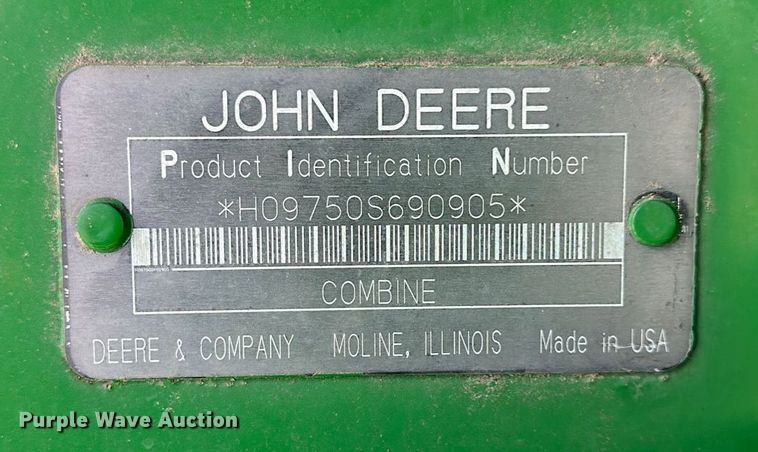 JOHN DEERE
Product Identification Number
*H09750S690905*
COMBINE
DEERE & COMPANY MOLINE, ILLINOIS Made in USA
Purple Wave Auction